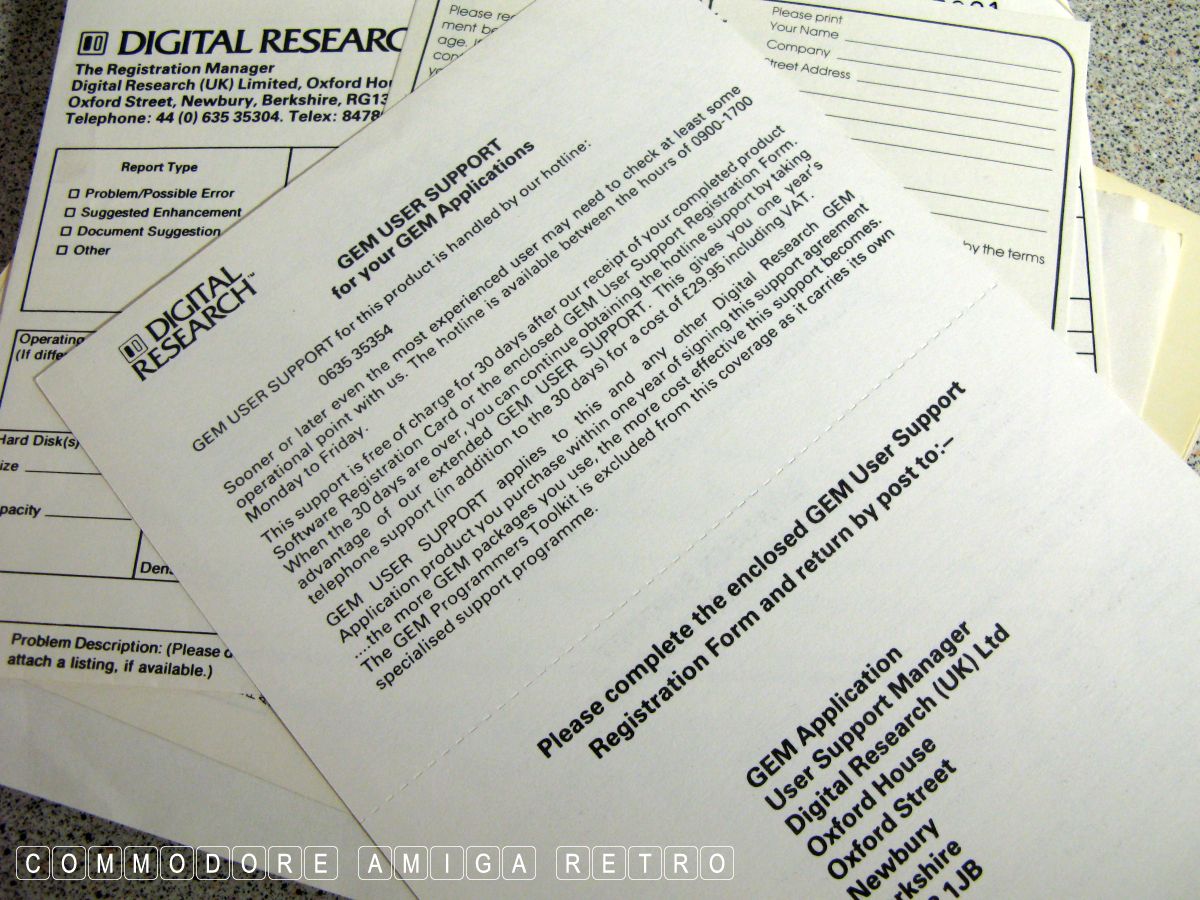 DIGITAL RESEARC
The Registration Manager
Digital Research (UK) Limited, Oxford Hou
Oxford Street, Newbury, Berkshire, RG13
Telephone: 44 (0) 635 35304. Telex: 8478
Report Type
Problem/Possible Error
Suggested Enhancement
Document Suggestion
Other
Operating
(If diffe
Hard Disk(s)
ize
pacity
Den
Problem Description: (Please d
attach a listing, if available.)
Please re
ment be
age.
Please print
Your Name
Company
treet Address
by the terms
DIGITAL
RESEARCH™
GEM USER SUPPORT
for your GEM Applications
GEM USER SUPPORT for this product is handled by our hotline:
0635 35354
Sooner or later even the most experienced user may need to check at least some
operational point with us. The hotline is available between the hours of 0900-1700
Monday to Friday.
This support is free of charge for 30 days after our receipt of your completed product
Software Registration Card or the enclosed GEM User Support Registration Form.
When the 30 days are over, you can continue obtaining the hotline support by taking
advantage of our extended GEM USER SUPPORT. This gives you one year's
telephone support (in addition to the 30 days) for a cost of £29.95 including VAT.
GEM USER SUPPORT applies to this and any other Digital Research GEM
Application product you purchase within one year of signing this support agreement
....the more GEM packages you use, the more cost effective this support becomes.
The GEM Programmers Toolkit is excluded from this coverage as it carries its own
specialised support programme.
Please complete the enclosed GEM User Support
Registration Form and return by post to:–
GEM Application
User Support Manager
Digital Research (UK) Ltd
Oxford House
Oxford Street
Newbury
rkshire
1JB
COMMODORE AMIGA RETRO